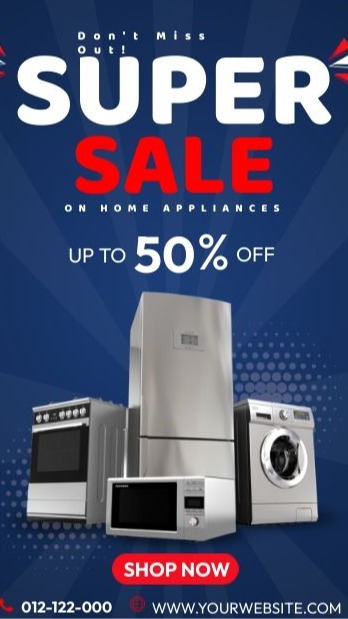 Don't Miss
Out!
SUPER
SALE
ON HOME APPLIANCES
UP TO 50% OFF
SHOP NOW
012-122-000 WWW.YOURWEBSITE.COM